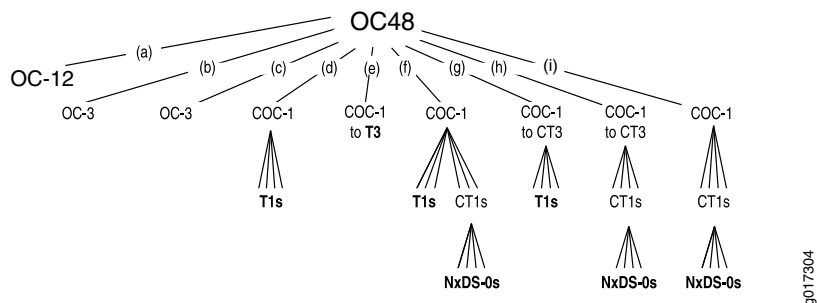 OC48
(a)
(b)
(c)
(d)
(e)
(f)
(g)
(h)
(i)
OC-12
OC-3
OC-3
COC-1
COC-1
to T3
COC-1
COC-1
to CT3
COC-1
to CT3
COC-1
T1s
T1s
CT1s
T1s
CT1s
CT1s
NxDS-0s
NxDS-0s
NxDS-0s
g017304